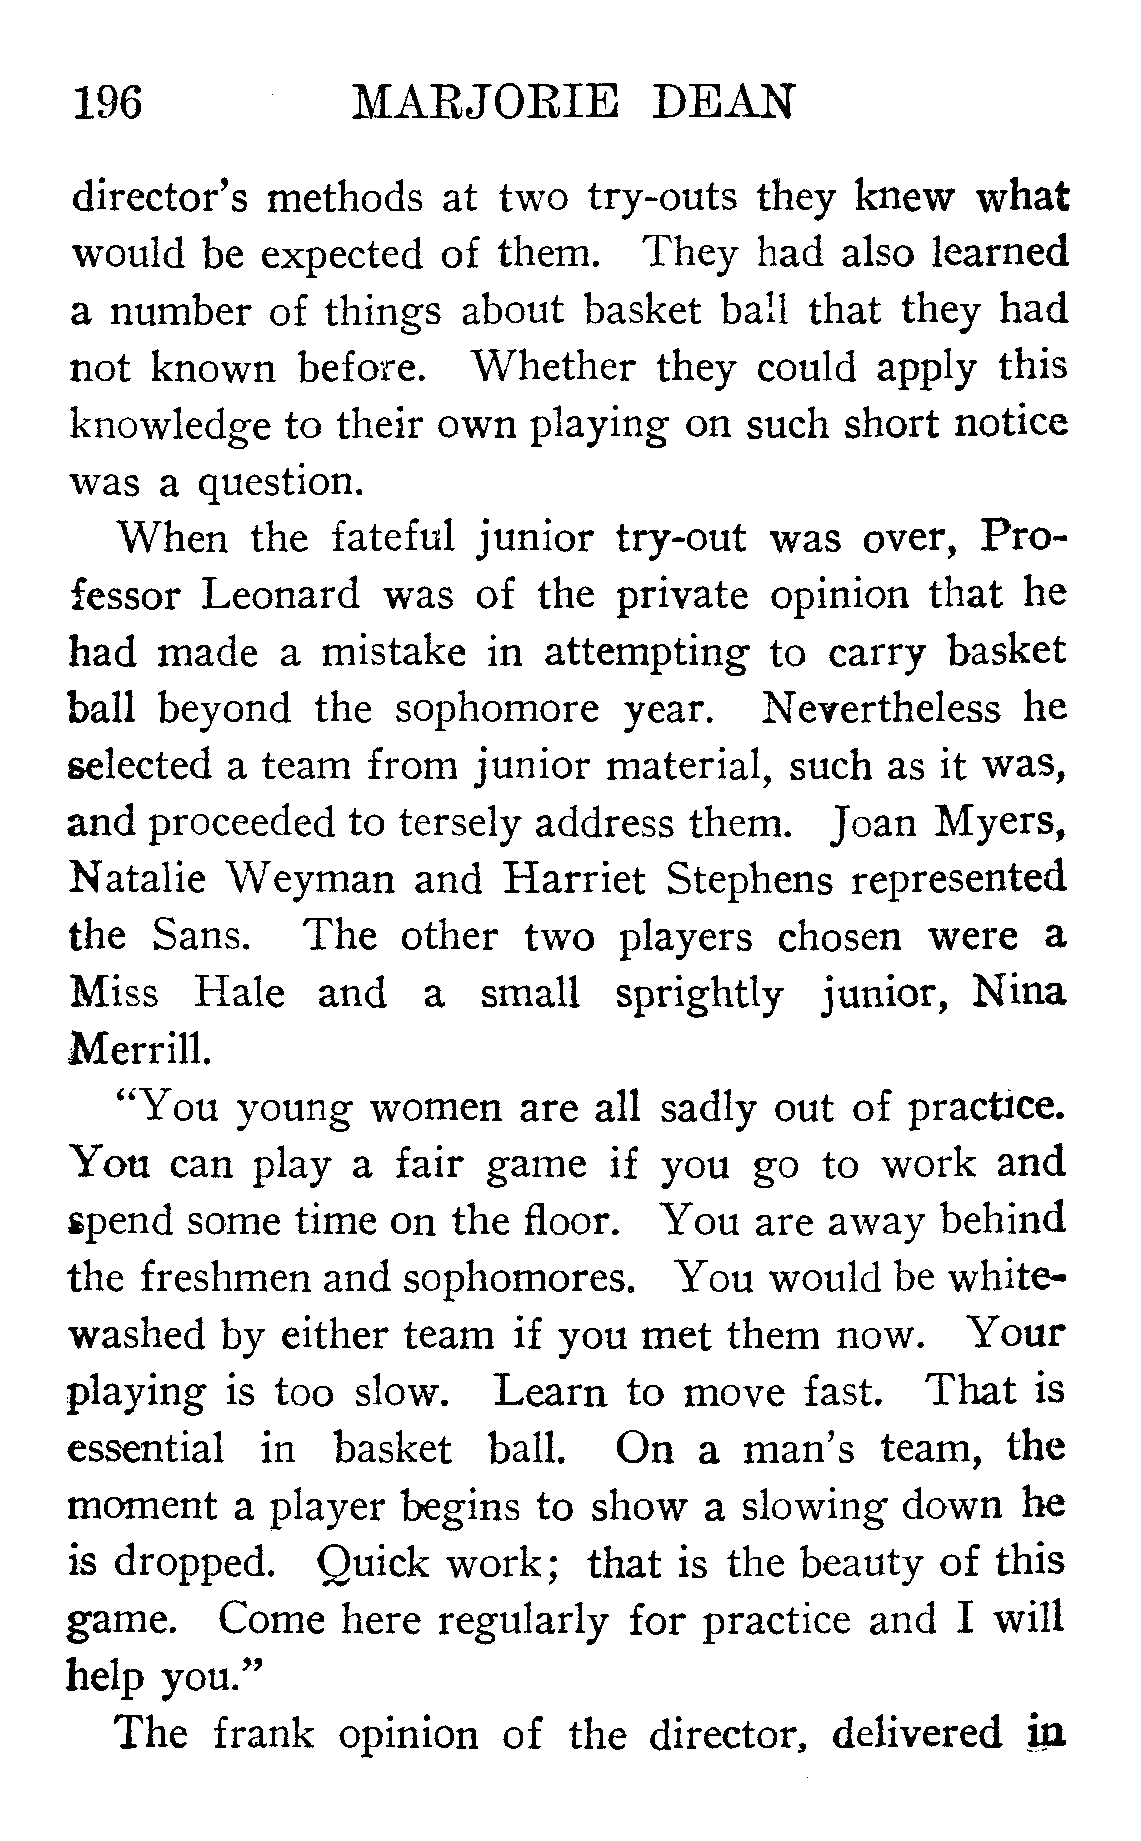 196 MARJORIE DEAN
director's methods at two try-outs they knew what
would be expected of them. They had also learned
a number of things about basket ball that they had
not known before. Whether they could apply this
knowledge to their own playing on such short notice
was a question.
When the fateful junior try-out was over, Pro-
fessor Leonard was of the private opinion that he
had made a mistake in attempting to carry basket
ball beyond the sophomore year. Nevertheless he
selected a team from junior material, such as it was,
and proceeded to tersely address them. Joan Myers,
Natalie Weyman and Harriet Stephens represented
the Sans. The other two players chosen were a
Miss Hale and a small sprightly junior, Nina
Merrill.
"You young women are all sadly out of practice.
You can play a fair game if you go to work and
spend some time on the floor. You are away behind
the freshmen and sophomores. You would be white-
washed by either team if you met them now. Your
playing is too slow. Learn to move fast. That is
essential in basket ball. On a man's team, the
moment a player begins to show a slowing down he
is dropped. Quick work; that is the beauty of this
game. Come here regularly for practice and I will
help you."
The frank opinion of the director, delivered in